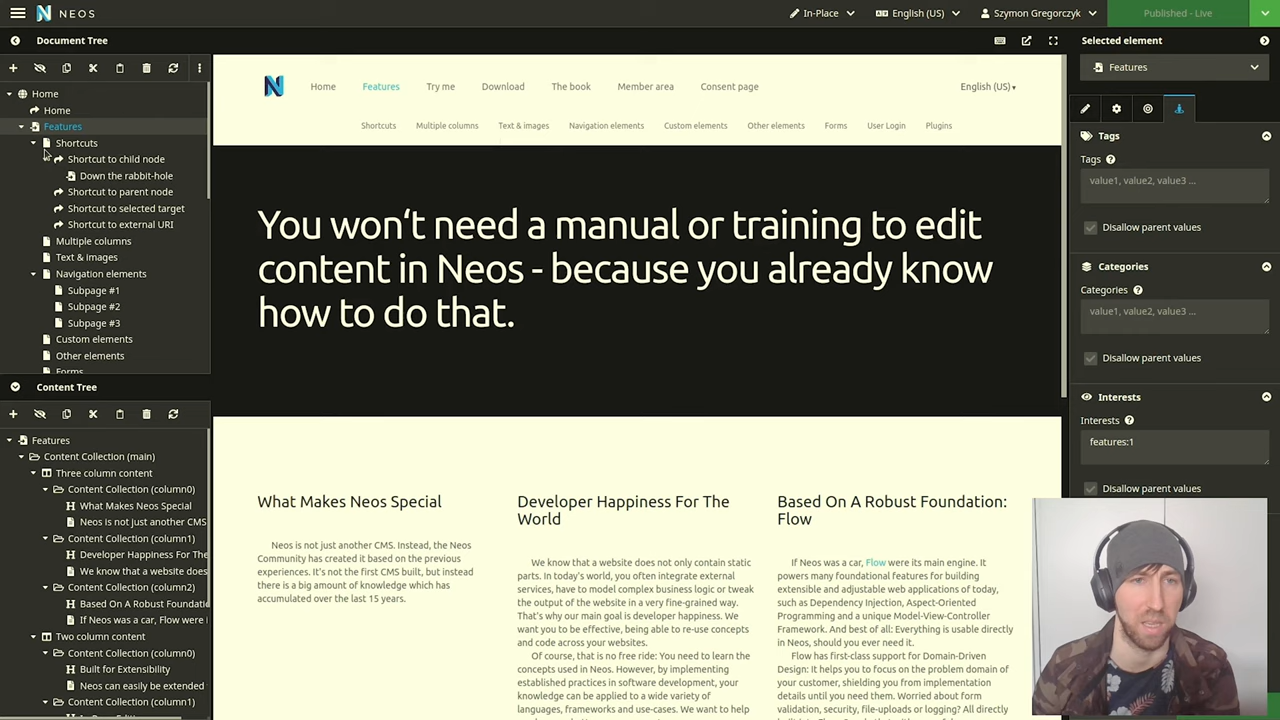 NEOS
In-Place
English (US)
Szymon Gregorczyk
Published - Live
Document Tree
Home
Home
Features
Shortcuts
Shortcut to child node
Down the rabbit-hole
Shortcut to parent node
Shortcut to selected target
Shortcut to external URI
Multiple columns
Text & images
Navigation elements
Subpage #1
Subpage #2
Subpage #3
Custom elements
Other elements
Forms
Content Tree
Features
Content Collection (main)
Three column content
Content Collection (column0)
What Makes Neos Special
Neos is not just another CMS
Content Collection (column1)
Developer Happiness For The
We know that a website does
Content Collection (column2)
Based On A Robust Foundatio
If Neos was a car, Flow were i
Two column content
Content Collection (column0)
Built for Extensibility
Neos can easily be extended
Content Collection (column1)
Home Features Try me Download The book Member area Consent page
English (US)
Shortcuts Multiple columns Text & images Navigation elements Custom elements Other elements Forms User Login Plugins
You won‘t need a manual or training to edit
content in Neos - because you already know
how to do that.
What Makes Neos Special
Neos is not just another CMS. Instead, the Neos
Community has created it based on the previous
experiences. It's not the first CMS built, but instead
there is a big amount of knowledge which has
accumulated over the last 15 years.
Developer Happiness For The
World
We know that a website does not only contain static
parts. In today's world, you often integrate external
services, have to model complex business logic or tweak
the output of the website in a very fine-grained way.
That's why our main goal is developer happiness. We
want you to be effective, being able to re-use concepts
and code across your websites.
Of course, that is no free ride: You need to learn the
concepts used in Neos. However, by implementing
established practices in software development, your
knowledge can be applied to a wide variety of
languages, frameworks and use-cases. We want to help
Based On A Robust Foundation:
Flow
If Neos was a car, Flow were its main engine. It
powers many foundational features for building
extensible and adjustable web applications of today,
such as Dependency Injection, Aspect-Oriented
Programming and a unique Model-View-Controller
Framework. And best of all: Everything is usable directly
in Neos, should you ever need it.
Flow has first-class support for Domain-Driven
Design: It helps you to focus on the problem domain of
your customer, shielding you from implementation
details until you need them. Worried about form
validation, security, file-uploads or logging? All directly
Selected element
Features
Tags
Tags
value1, value2, value3 ...
Disallow parent values
Categories
Categories
value1, value2, value3 ...
Disallow parent values
Interests
Interests
features:1
Disallow parent values